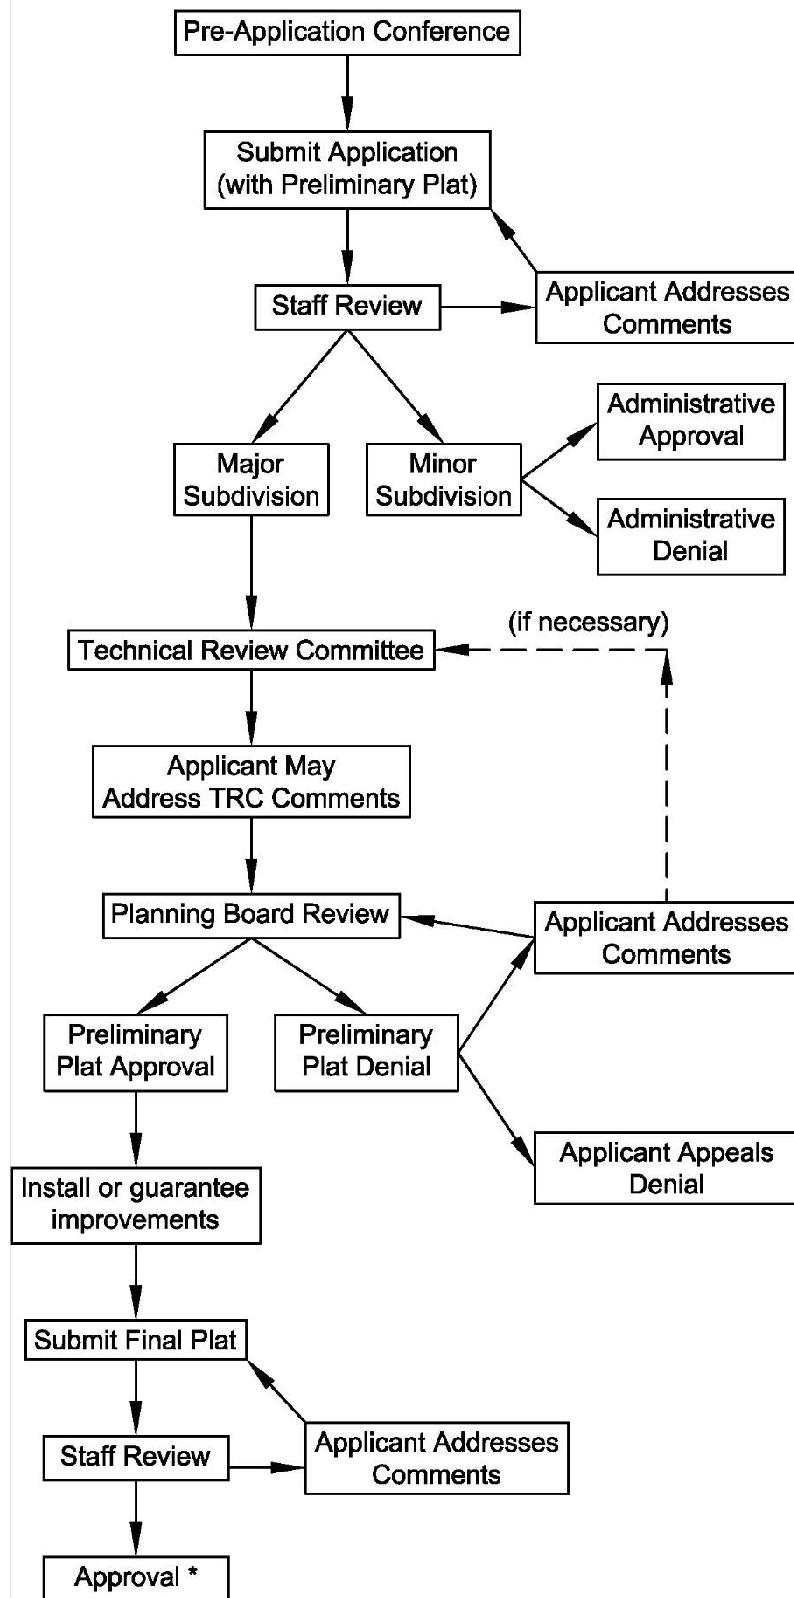 Pre-Application Conference
Submit Application
(with Preliminary Plat)
Staff Review
Applicant Addresses
Comments
Administrative
Approval
Major
Subdivision
Minor
Subdivision
Administrative
Denial
(if necessary)
Technical Review Committee
Applicant May
Address TRC Comments
Planning Board Review
Applicant Addresses
Comments
Preliminary
Plat Approval
Preliminary
Plat Denial
Applicant Appeals
Denial
Install or guarantee
improvements
Submit Final Plat
Staff Review
Applicant Addresses
Comments
Approval *